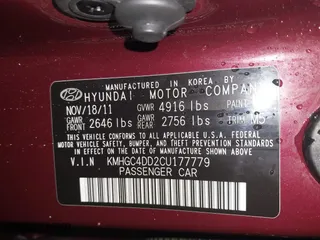 MANUFACTURED IN KOREA BY
HYUNDAI MOTOR COMPANY
NOV/18/11 GVWR 4916 lbs PAINT
GAWR FRONT 2646 lbs GAWR REAR 2756 lbs TRIM M5
THIS VEHICLE CONFORMS TO ALL APPLICABLE FEDERAL
MOTOR VEHICLE SAFETY, BUMPER, AND THEFT PREVENTION STANDARDS
IN EFFECT ON THE DATE OF MANUFACTURE SHOWN ABOVE.
V.I.N KMHGC4DD2CU177779
PASSENGER CAR